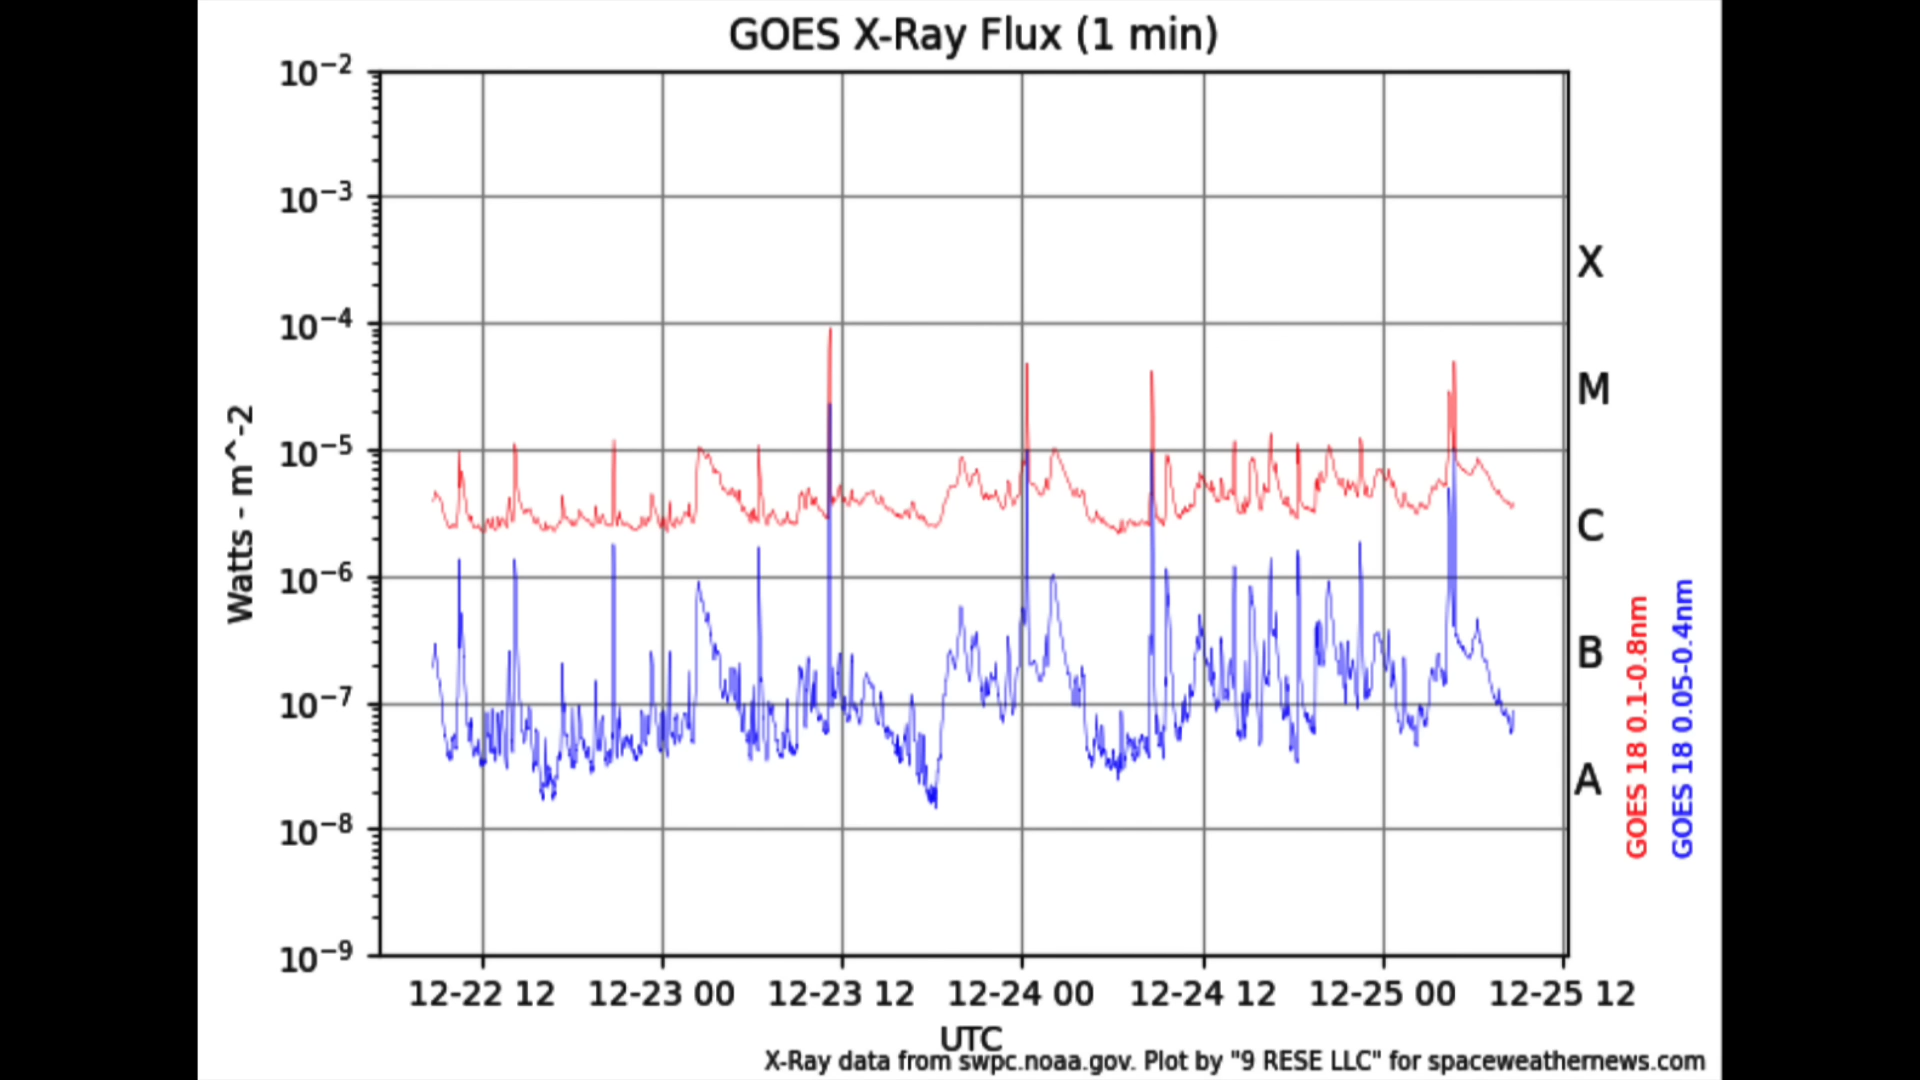 GOES X-Ray Flux (1 min)
10−2
10−3
10−4
10−5
10−6
10−7
10−8
10−9
Watts - m^-2
X
M
C
B
A
GOES 18 0.1-0.8nm
GOES 18 0.05-0.4nm
12-22 12 12-23 00 12-23 12 12-24 00 12-24 12 12-25 00 12-25 12
UTC
X-Ray data from swpc.noaa.gov. Plot by "9 RESE LLC" for spaceweathernews.com